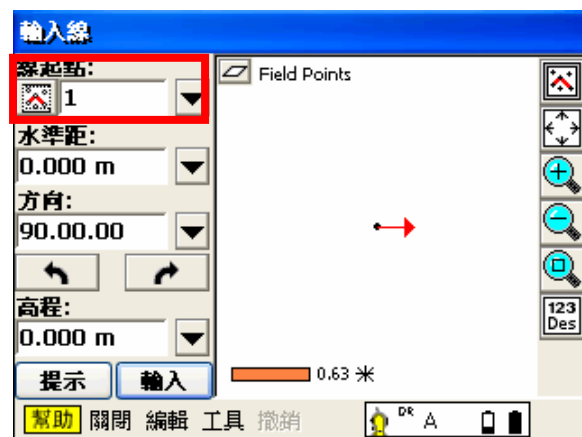 輸入線
線起點:
1
水準距:
0.000 m
方向:
90.00.00
高程:
0.000 m
提示 輸入
Field Points
0.63 米
123
Des
幫助 關閉 編輯 工具 撤銷
DR A